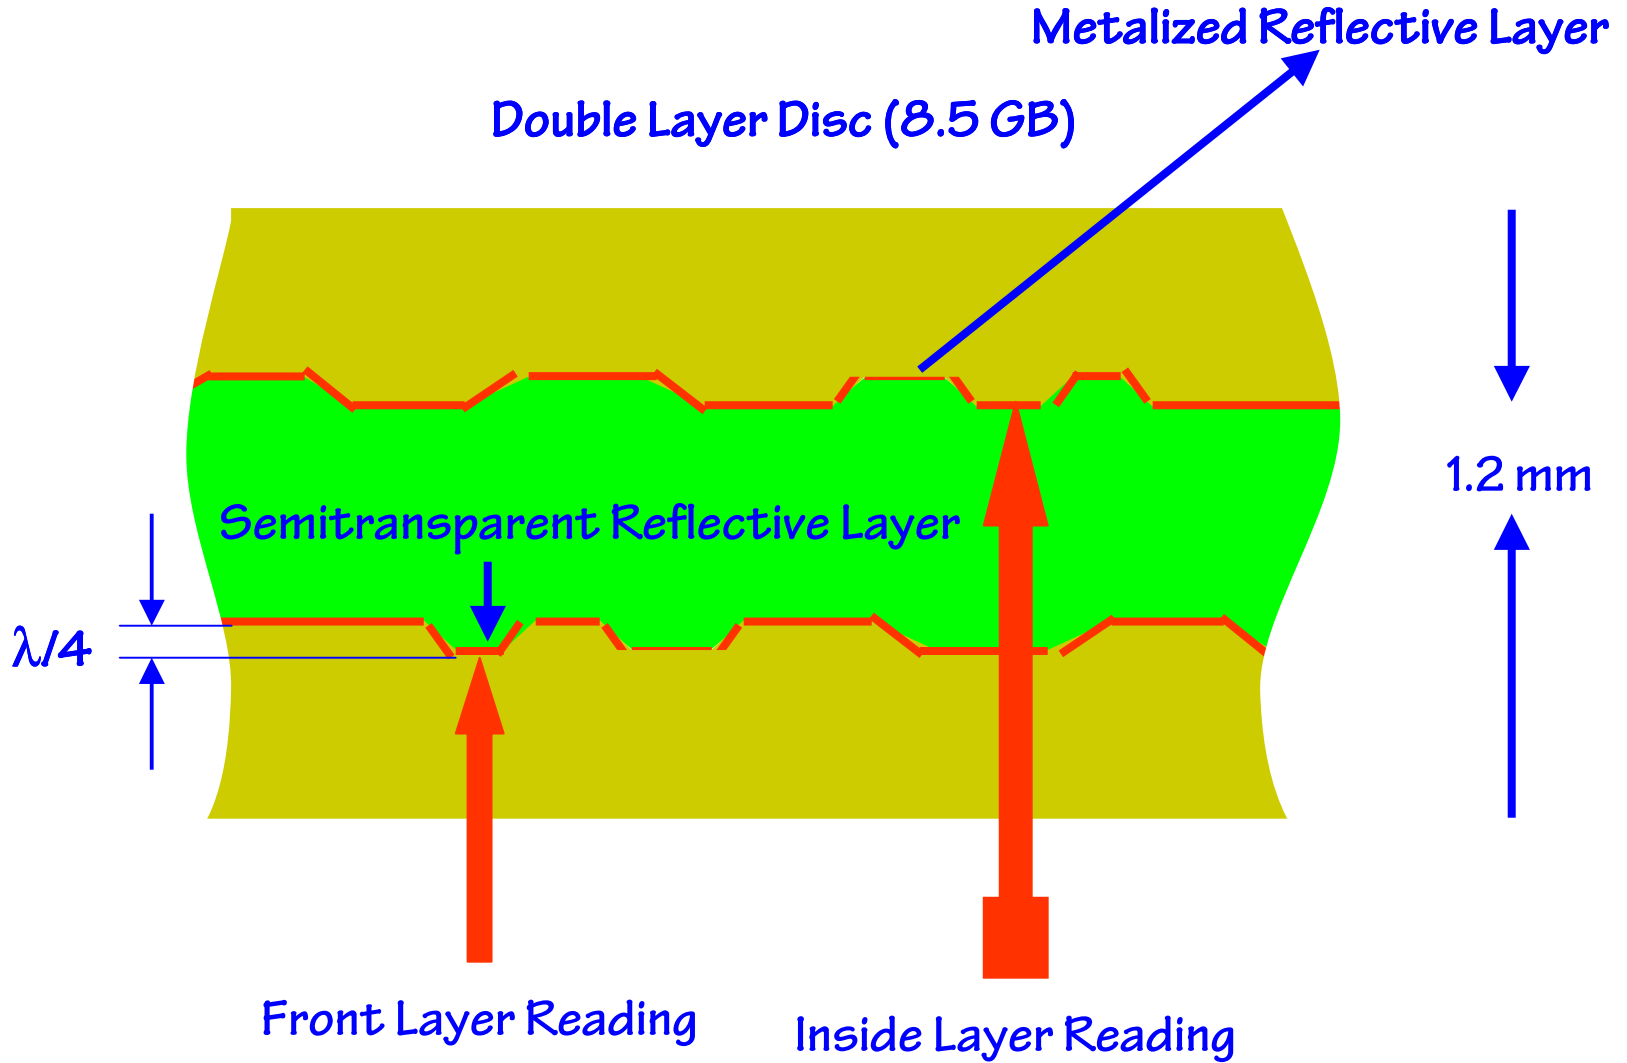 Metalized Reflective Layer
Double Layer Disc (8.5 GB)
1.2 mm
Semitransparent Reflective Layer
λ/4
Front Layer Reading
Inside Layer Reading